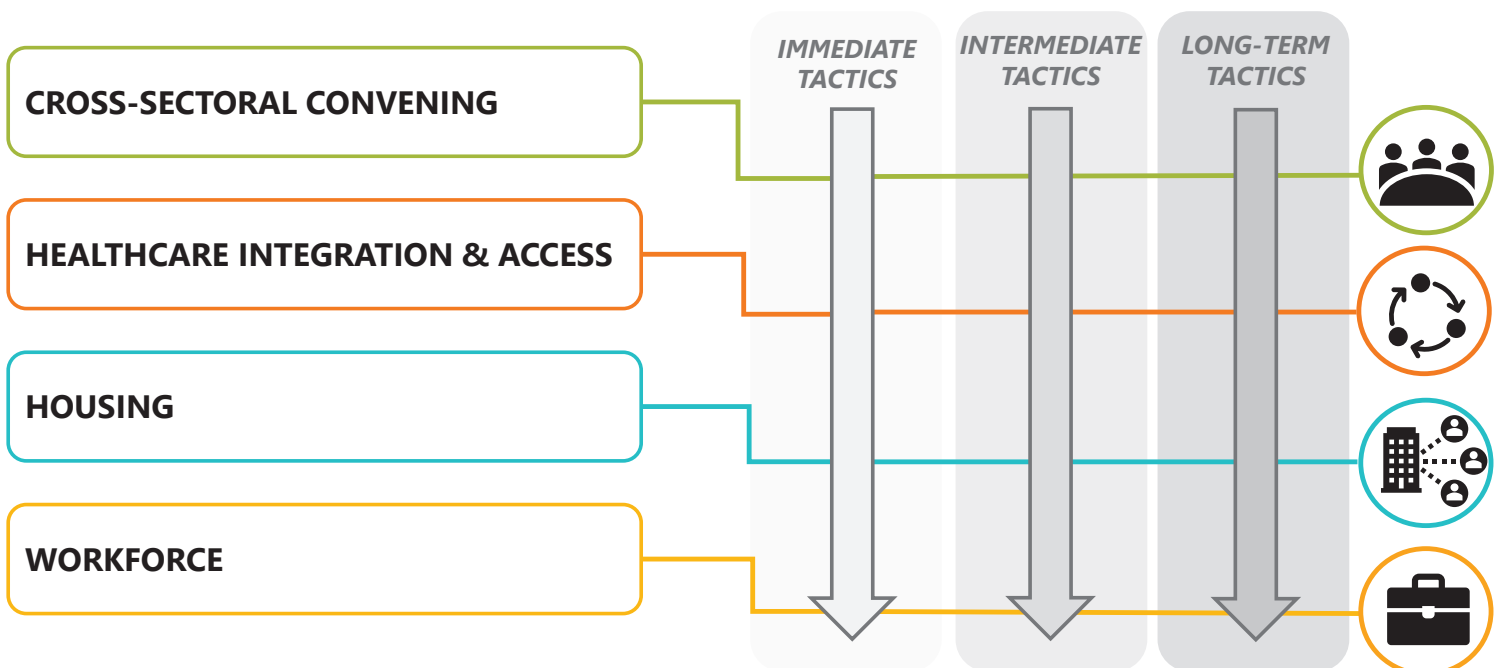 IMMEDIATE
TACTICS
INTERMEDIATE
TACTICS
LONG-TERM
TACTICS
CROSS-SECTORAL CONVENING
HEALTHCARE INTEGRATION & ACCESS
HOUSING
WORKFORCE